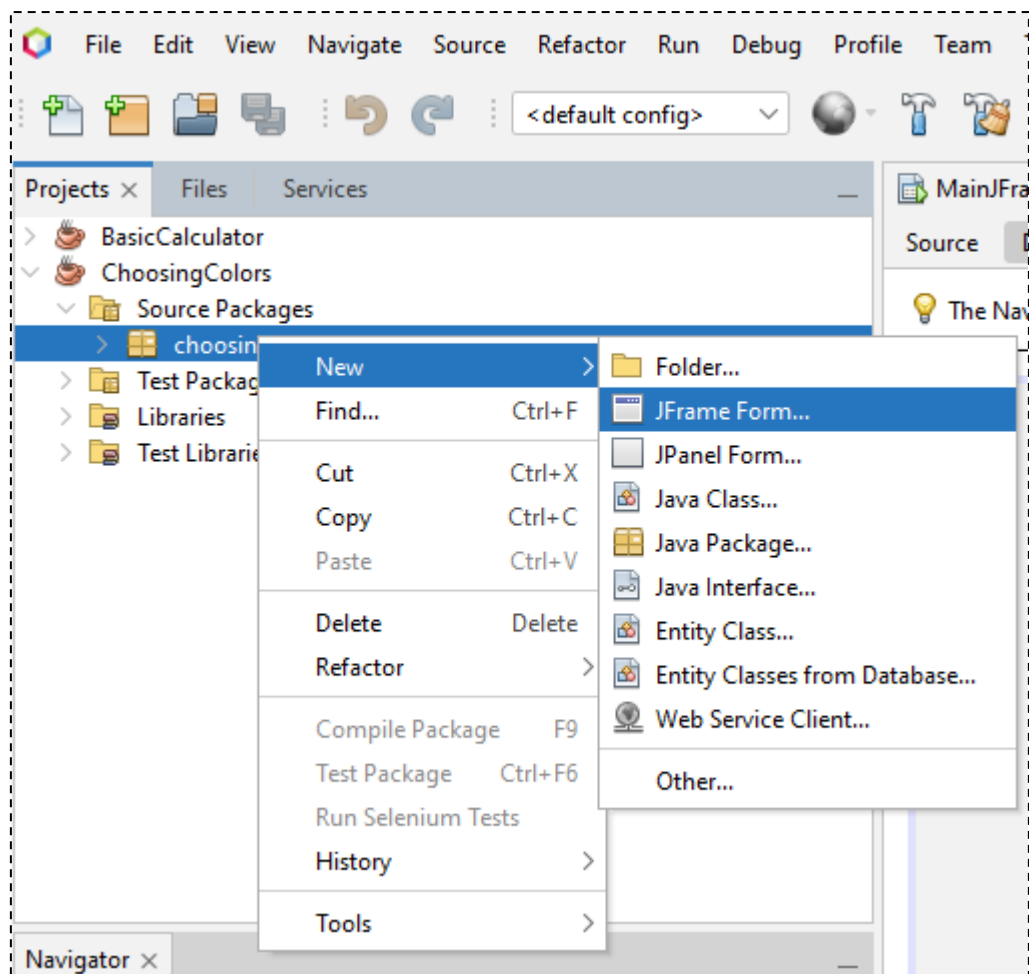 File Edit View Navigate Source Refactor Run Debug Profile Team
<default config>
Projects Files Services
MainJFra
BasicCalculator
Source
ChoosingColors
Source Packages
The Nav
choosin
Test Packag
Libraries
Test Librarie
New
Find... Ctrl+F
Cut Ctrl+X
Copy Ctrl+C
Paste Ctrl+V
Delete Delete
Refactor
Compile Package F9
Test Package Ctrl+F6
Run Selenium Tests
History
Tools
Folder...
JFrame Form...
JPanel Form...
Java Class...
Java Package...
Java Interface...
Entity Class...
Entity Classes from Database...
Web Service Client...
Other...
Navigator